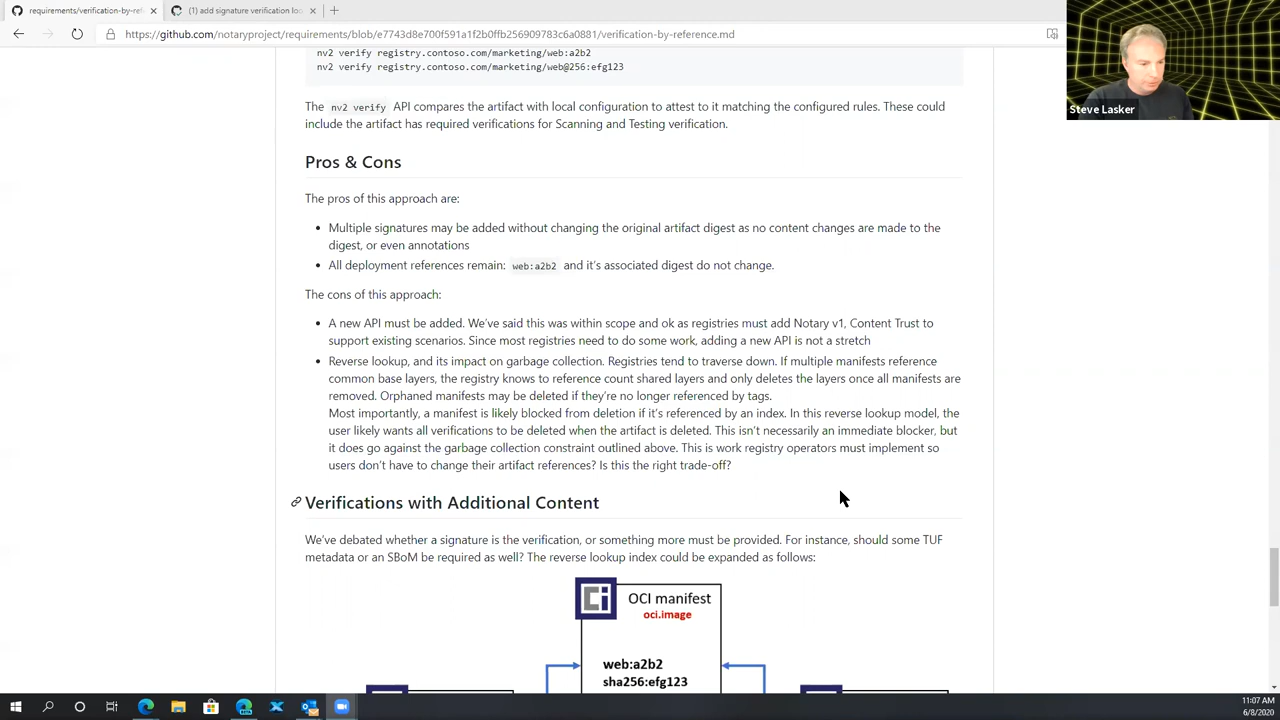 requirements/verification-by-ref
(1) add signature verification loo
https://github.com/notaryproject/requirements/blob/e7743d8e700f591a1f2b0ffb256909783c6a0881/verification-by-reference.md
Steve Lasker
nv2 verify registry.contoso.com/marketing/web:a2b2
nv2 verify registry.contoso.com/marketing/web@256:efg123
The nv2 verify API compares the artifact with local configuration to attest to it matching the configured rules. These could
include the artifact has required verifications for Scanning and Testing verification.
Pros & Cons
The pros of this approach are:
• Multiple signatures may be added without changing the original artifact digest as no content changes are made to the
digest, or even annotations
• All deployment references remain: web:a2b2 and it's associated digest do not change.
The cons of this approach:
• A new API must be added. We've said this was within scope and ok as registries must add Notary v1, Content Trust to
support existing scenarios. Since most registries need to do some work, adding a new API is not a stretch
• Reverse lookup, and its impact on garbage collection. Registries tend to traverse down. If multiple manifests reference
common base layers, the registry knows to reference count shared layers and only deletes the layers once all manifests are
removed. Orphaned manifests may be deleted if they're no longer referenced by tags.
Most importantly, a manifest is likely blocked from deletion if it's referenced by an index. In this reverse lookup model, the
user likely wants all verifications to be deleted when the artifact is deleted. This isn't necessarily an immediate blocker, but
it does go against the garbage collection constraint outlined above. This is work registry operators must implement so
users don't have to change their artifact references? Is this the right trade-off?
Verifications with Additional Content
We've debated whether a signature is the verification, or something more must be provided. For instance, should some TUF
metadata or an SBoM be required as well? The reverse lookup index could be expanded as follows:
OCI manifest
oci.image
web:a2b2
sha256:efg123
11:07 AM
6/8/2020